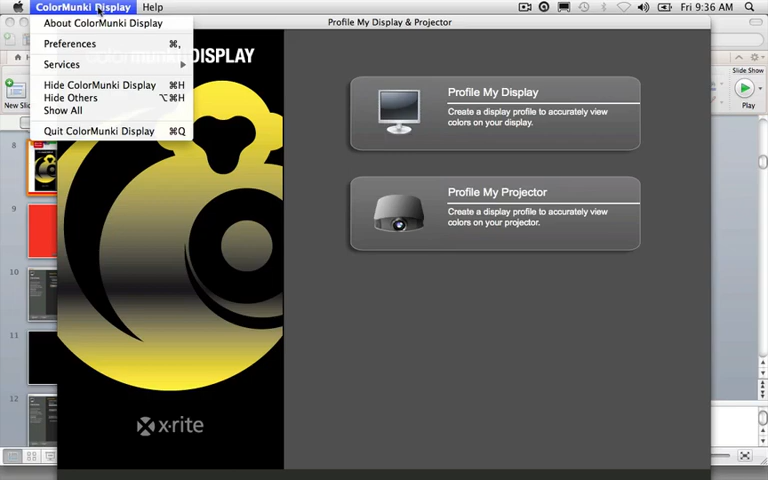 ColorMunki Display Help
Fri 9:36 AM
About ColorMunki Display
Preferences ⌘,
Services
Hide ColorMunki Display ⌘H
Hide Others ⌥⌘H
Show All
Quit ColorMunki Display ⌘Q
Profile My Display & Projector
DISPLAY
Profile My Display
Create a display profile to accurately view
colors on your display.
Profile My Projector
Create a display profile to accurately view
colors on your projector.
x·rite
New Slid
Slide Show
Play
8
9
10
11
12